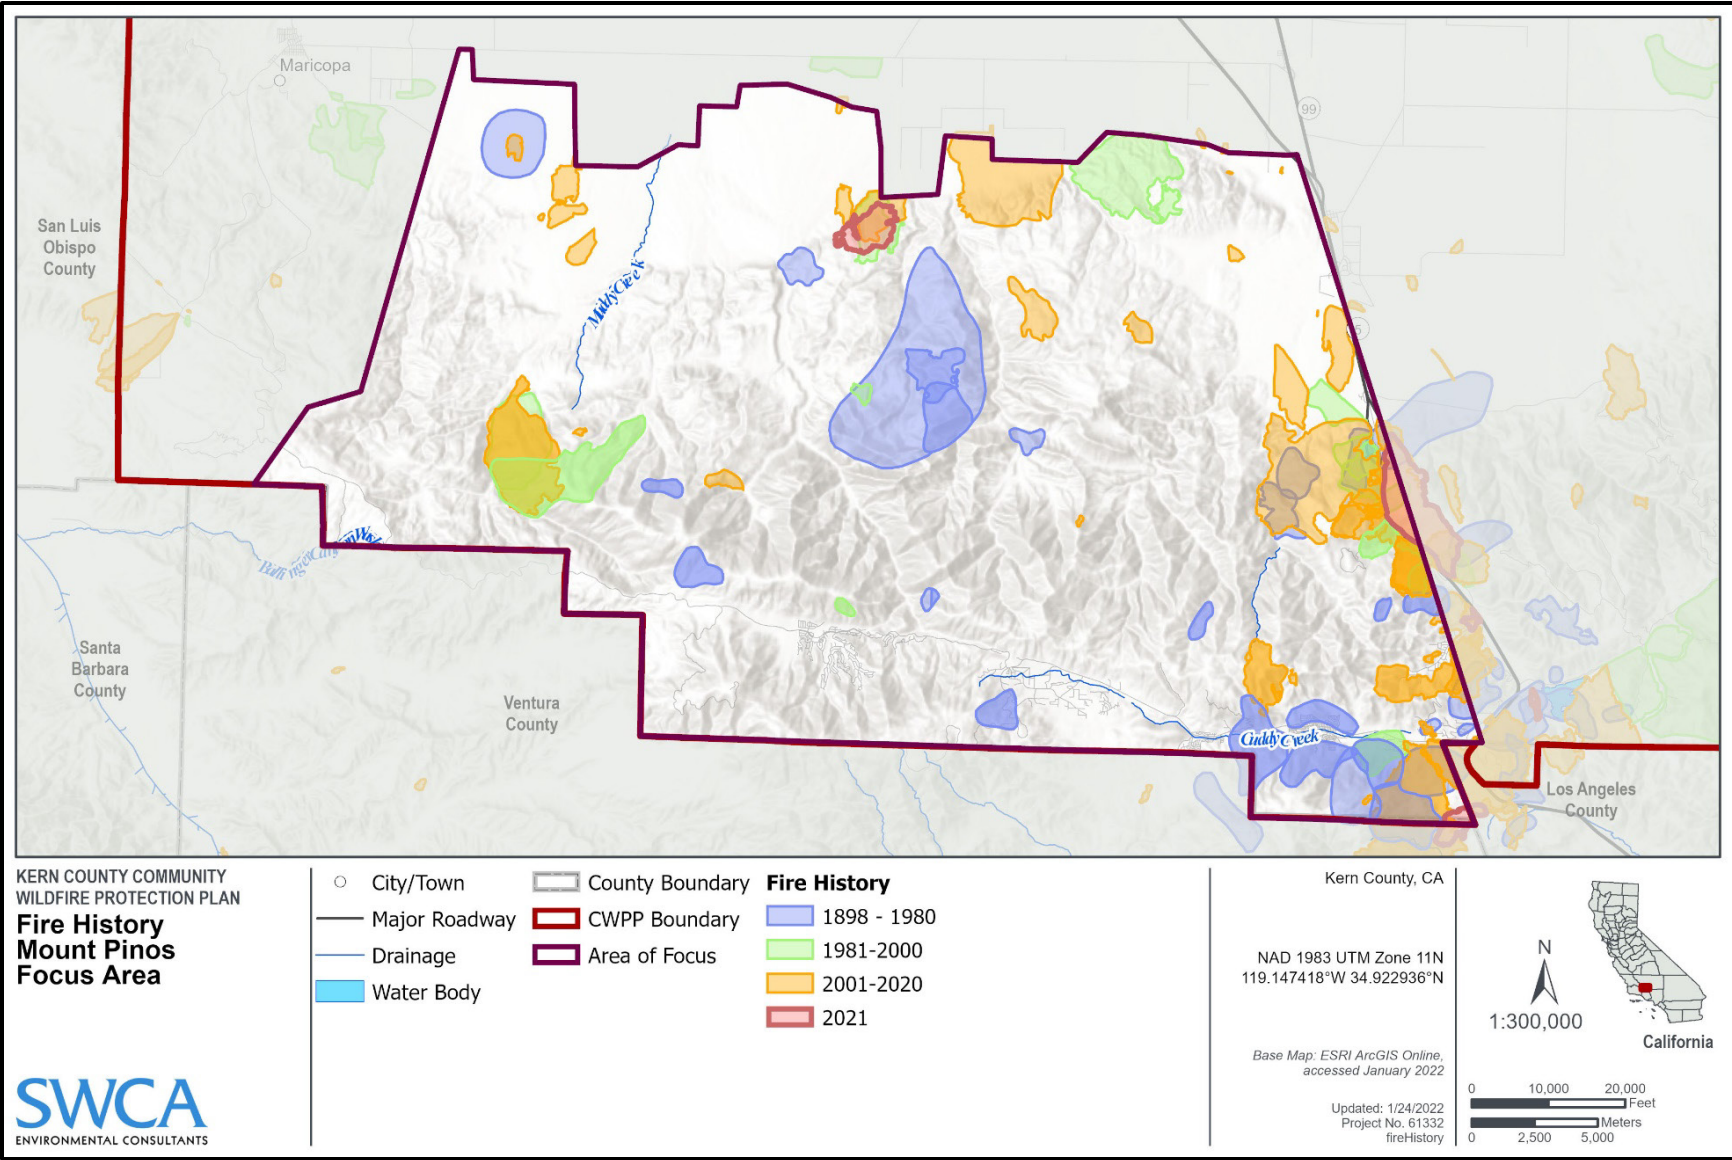 Maricopa
99
San Luis
Obispo
County
5
Santa
Barbara
County
Ventura
County
Cuddy Creek
Los Angeles
County
KERN COUNTY COMMUNITY
WILDFIRE PROTECTION PLAN
Fire History
Mount Pinos
Focus Area
SWCA
ENVIRONMENTAL CONSULTANTS
City/Town
Major Roadway
Drainage
Water Body
County Boundary
CWPP Boundary
Area of Focus
Fire History
1898 - 1980
1981-2000
2001-2020
2021
Kern County, CA
NAD 1983 UTM Zone 11N
119.147418°W 34.922936°N
Base Map: ESRI ArcGIS Online,
accessed January 2022
Updated: 1/24/2022
Project No. 61332
fireHistory
N
1:300,000
California
0 10,000 20,000
Feet
Meters
0 2,500 5,000